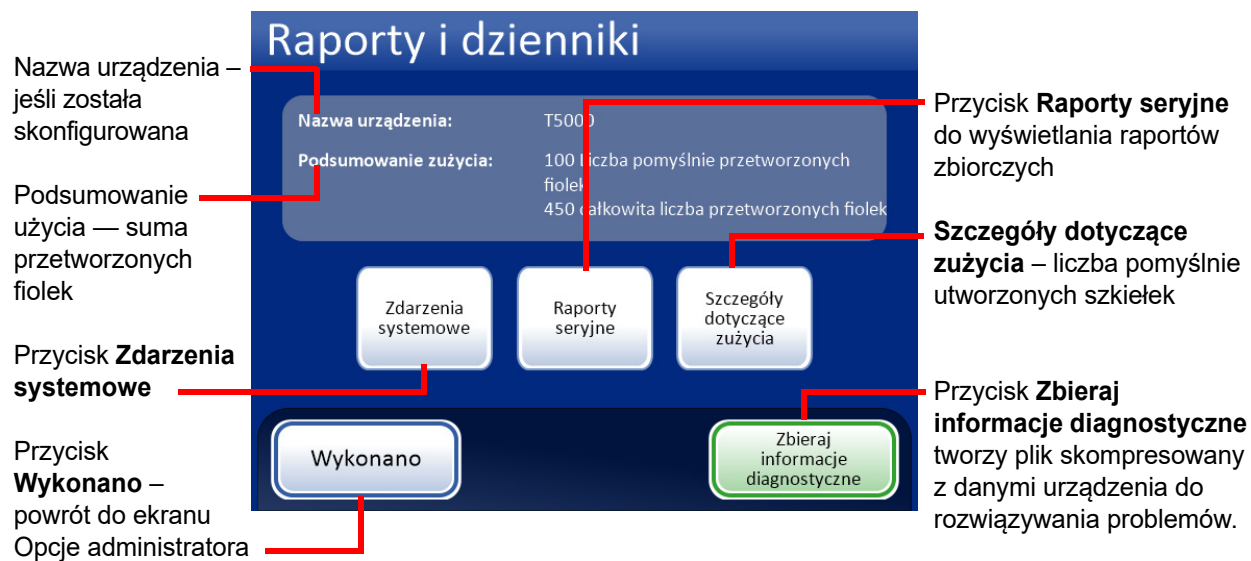 Raporty i dzienniki
Nazwa urządzenia –
jeśli została
skonfigurowana
Podsumowanie
użycia — suma
przetworzonych
fiolek
Przycisk Zdarzenia
systemowe
Przycisk
Wykonano –
powrót do ekranu
Opcje administratora
Nazwa urządzenia: T5000
Podsumowanie zużycia: 100 Liczba pomyślnie przetworzonych
fiolek
450 całkowita liczba przetworzonych fiolek
Zdarzenia
systemowe
Raporty
seryjne
Szczegóły
dotyczące
zużycia
Wykonano
Zbieraj
informacje
diagnostyczne
Przycisk Raporty seryjne
do wyświetlania raportów
zbiorczych
Szczegóły dotyczące
zużycia – liczba pomyślnie
utworzonych szkiełek
Przycisk Zbieraj
informacje diagnostyczne
tworzy plik skompresowany
z danymi urządzenia do
rozwiązywania problemów.